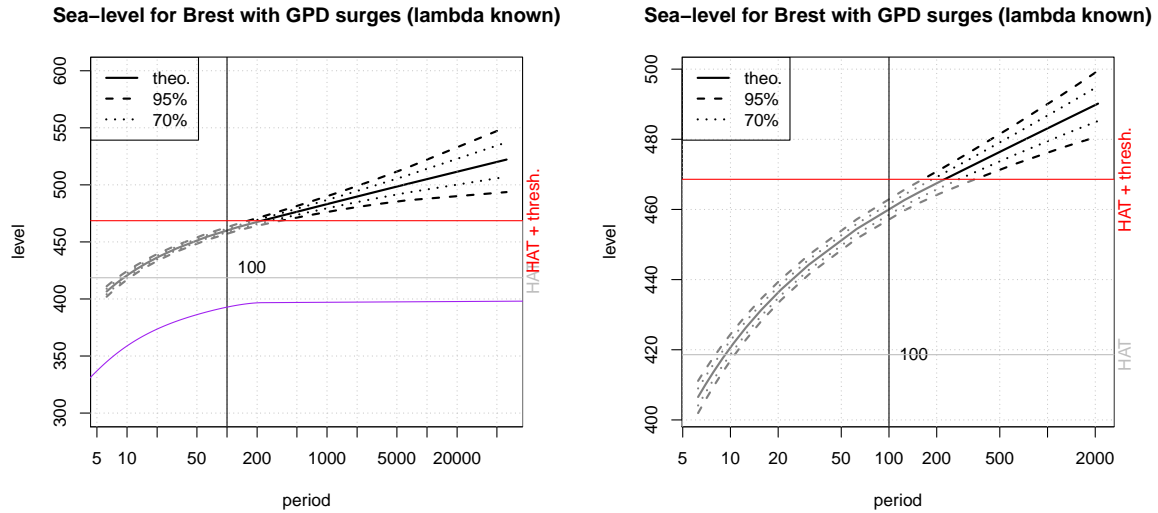 Sea−level for Brest with GPD surges (lambda known)
theo.
95%
70%
600
550
500
450
400
350
300
level
100
HAT + thresh.
HAT
5 10 50 200 1000 5000 20000
period
Sea−level for Brest with GPD surges (lambda known)
theo.
95%
70%
500
480
460
440
420
400
level
100
HAT + thresh.
HAT
5 10 20 50 100 200 500 2000
period